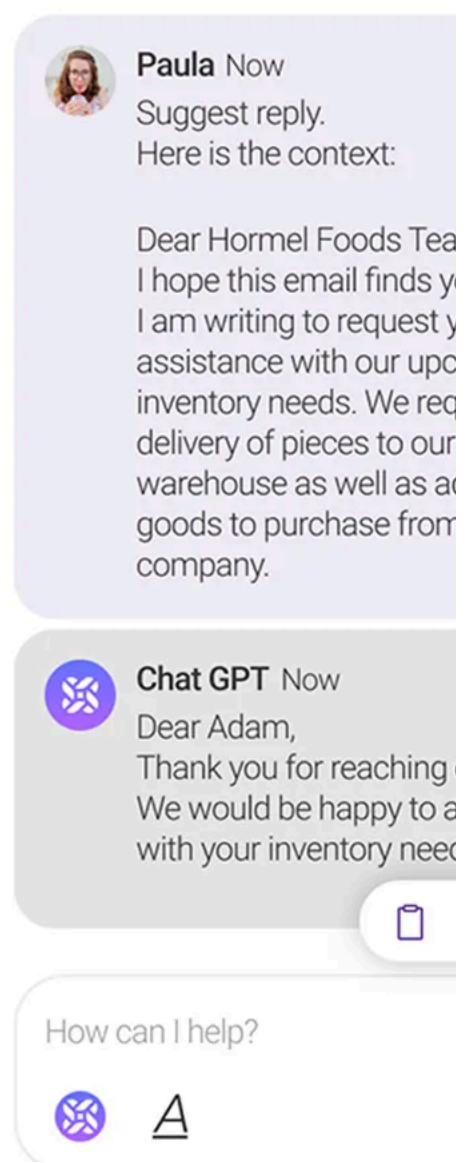 Paula Now
Suggest reply.
Here is the context:
Dear Hormel Foods Tea
I hope this email finds y
I am writing to request y
assistance with our upc
inventory needs. We req
delivery of pieces to our
warehouse as well as ad
goods to purchase from
company.
Chat GPT Now
Dear Adam,
Thank you for reaching
We would be happy to a
with your inventory need
How can I help?
A